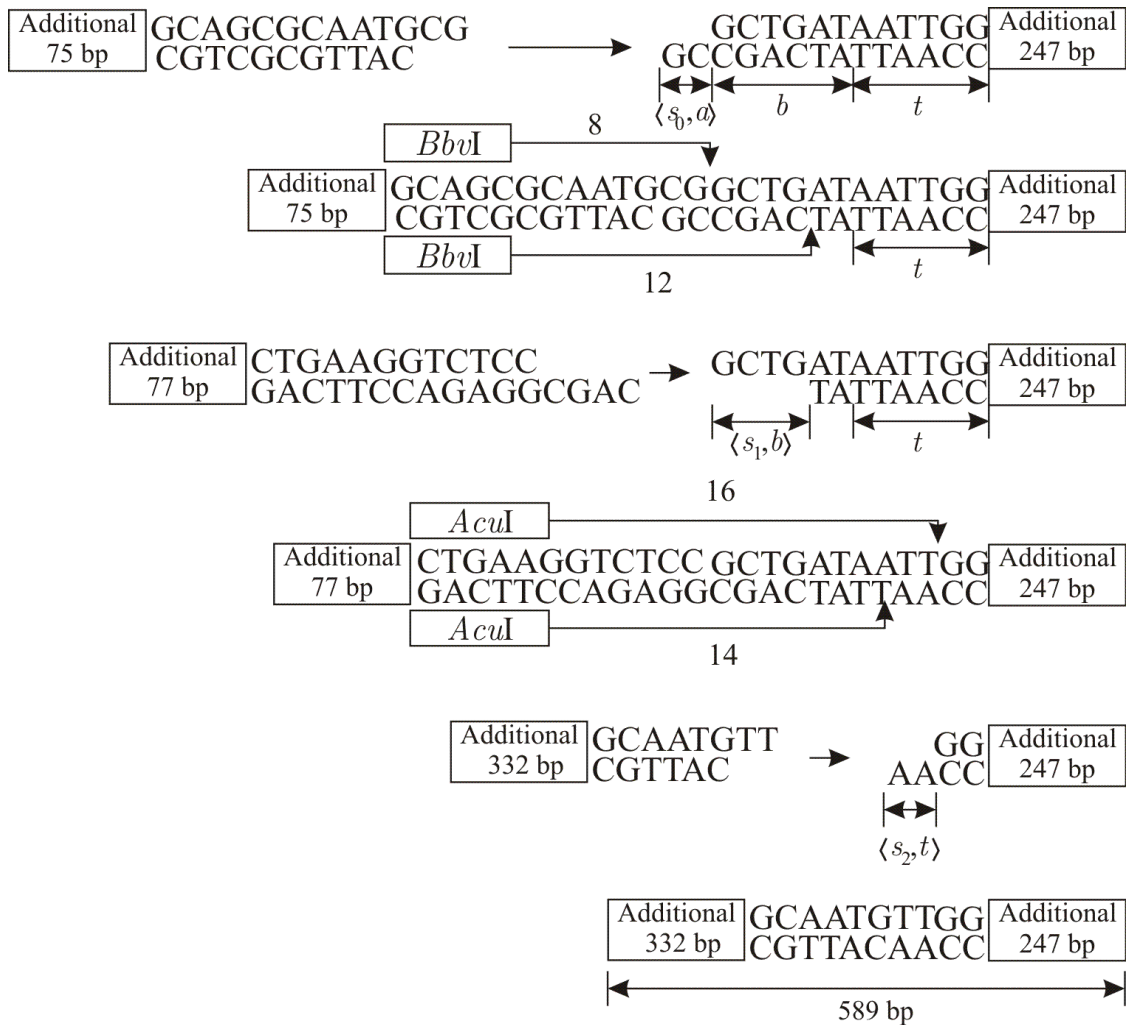 Additional
75 bp
GCAGCGCAATGCG
CGTCGCGTTAC
GCTGATAATTGG
GCCGACTATTAACC
Additional
247 bp
⟨s0,a⟩
b
t
BbvI
8
Additional
75 bp
GCAGCGCAATGCGGCTGATAATTGG
CGTCGCGTTAC GCCGACTATTAACC
Additional
247 bp
BbvI
12
t
Additional
77 bp
CTGAAGGTCTCC
GACTTCCAGAGGCGAC
GCTGATAATTGG
TATTAACC
Additional
247 bp
⟨s1,b⟩
t
16
AcuI
Additional
77 bp
CTGAAGGTCTCC GCTGATAATTGG
GACTTCCAGAGGCGACTATTAACC
Additional
247 bp
AcuI
14
Additional
332 bp
GCAATGTT
CGTTAC
GG
AACC
Additional
247 bp
⟨s2,t⟩
Additional
332 bp
GCAATGTTGG
CGTTACAACC
Additional
247 bp
589 bp